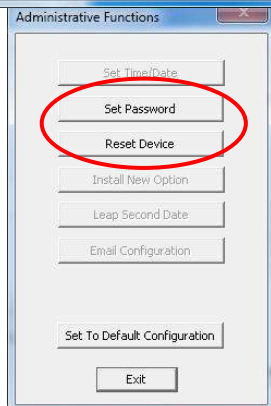 Administrative Functions
Set Time/Date
Set Password
Reset Device
Install New Option
Leap Second Date
Email Configuration
Set To Default Configuration
Exit